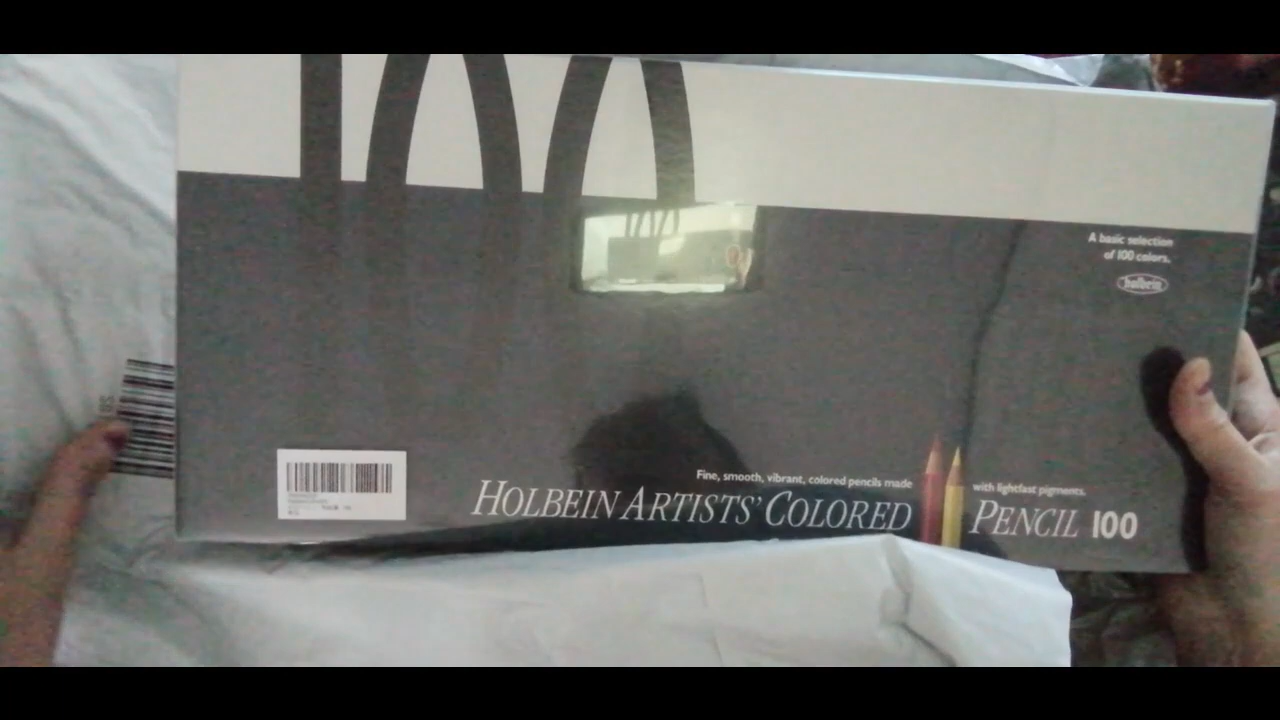 100
A basic selection
of 100 colors.
holbein
Fine, smooth, vibrant, colored pencils made with lightfast pigments.
HOLBEIN ARTISTS' COLORED PENCIL 100